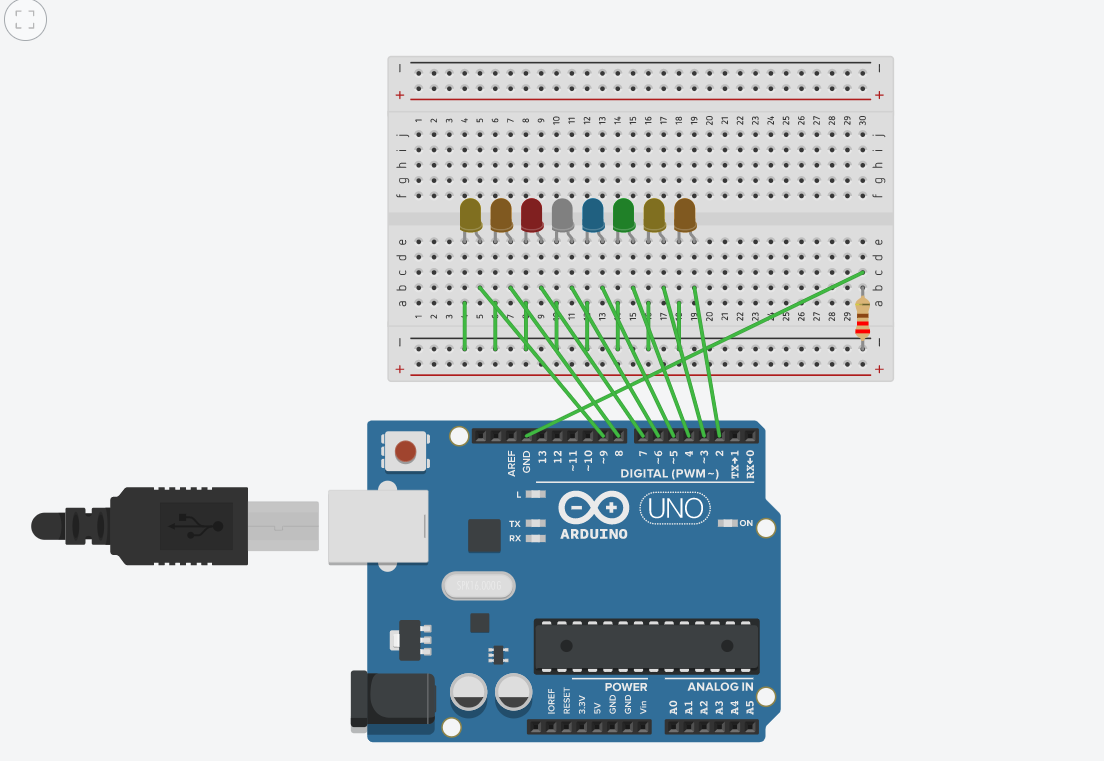 − −
+ +
1 2 3 4 5 6 7 8 9 10 11 12 13 14 15 16 17 18 19 20 21 22 23 24 25 26 27 28 29 30
j j
i i
h h
g g
f f
e e
d d
c c
b b
a a
1 2 3 4 5 6 7 8 9 10 11 12 13 14 15 16 17 18 19 20 21 22 23 24 25 26 27 28 29
− −
+ +
AREF GND 13 12 ~11 ~10 ~9 8 7 ~6 ~5 4 ~3 2 TX→1 RX←0
DIGITAL (PWM~)
L
TX
RX
− +
UNO
ARDUINO
ON
POWER ANALOG IN
IOREF RESET 3.3V 5V GND GND Vin A0 A1 A2 A3 A4 A5